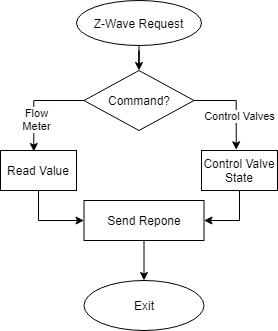 Z-Wave Request
Command?
Flow
Meter
Control Valves
Read Value
Control Valve
State
Send Repone
Exit